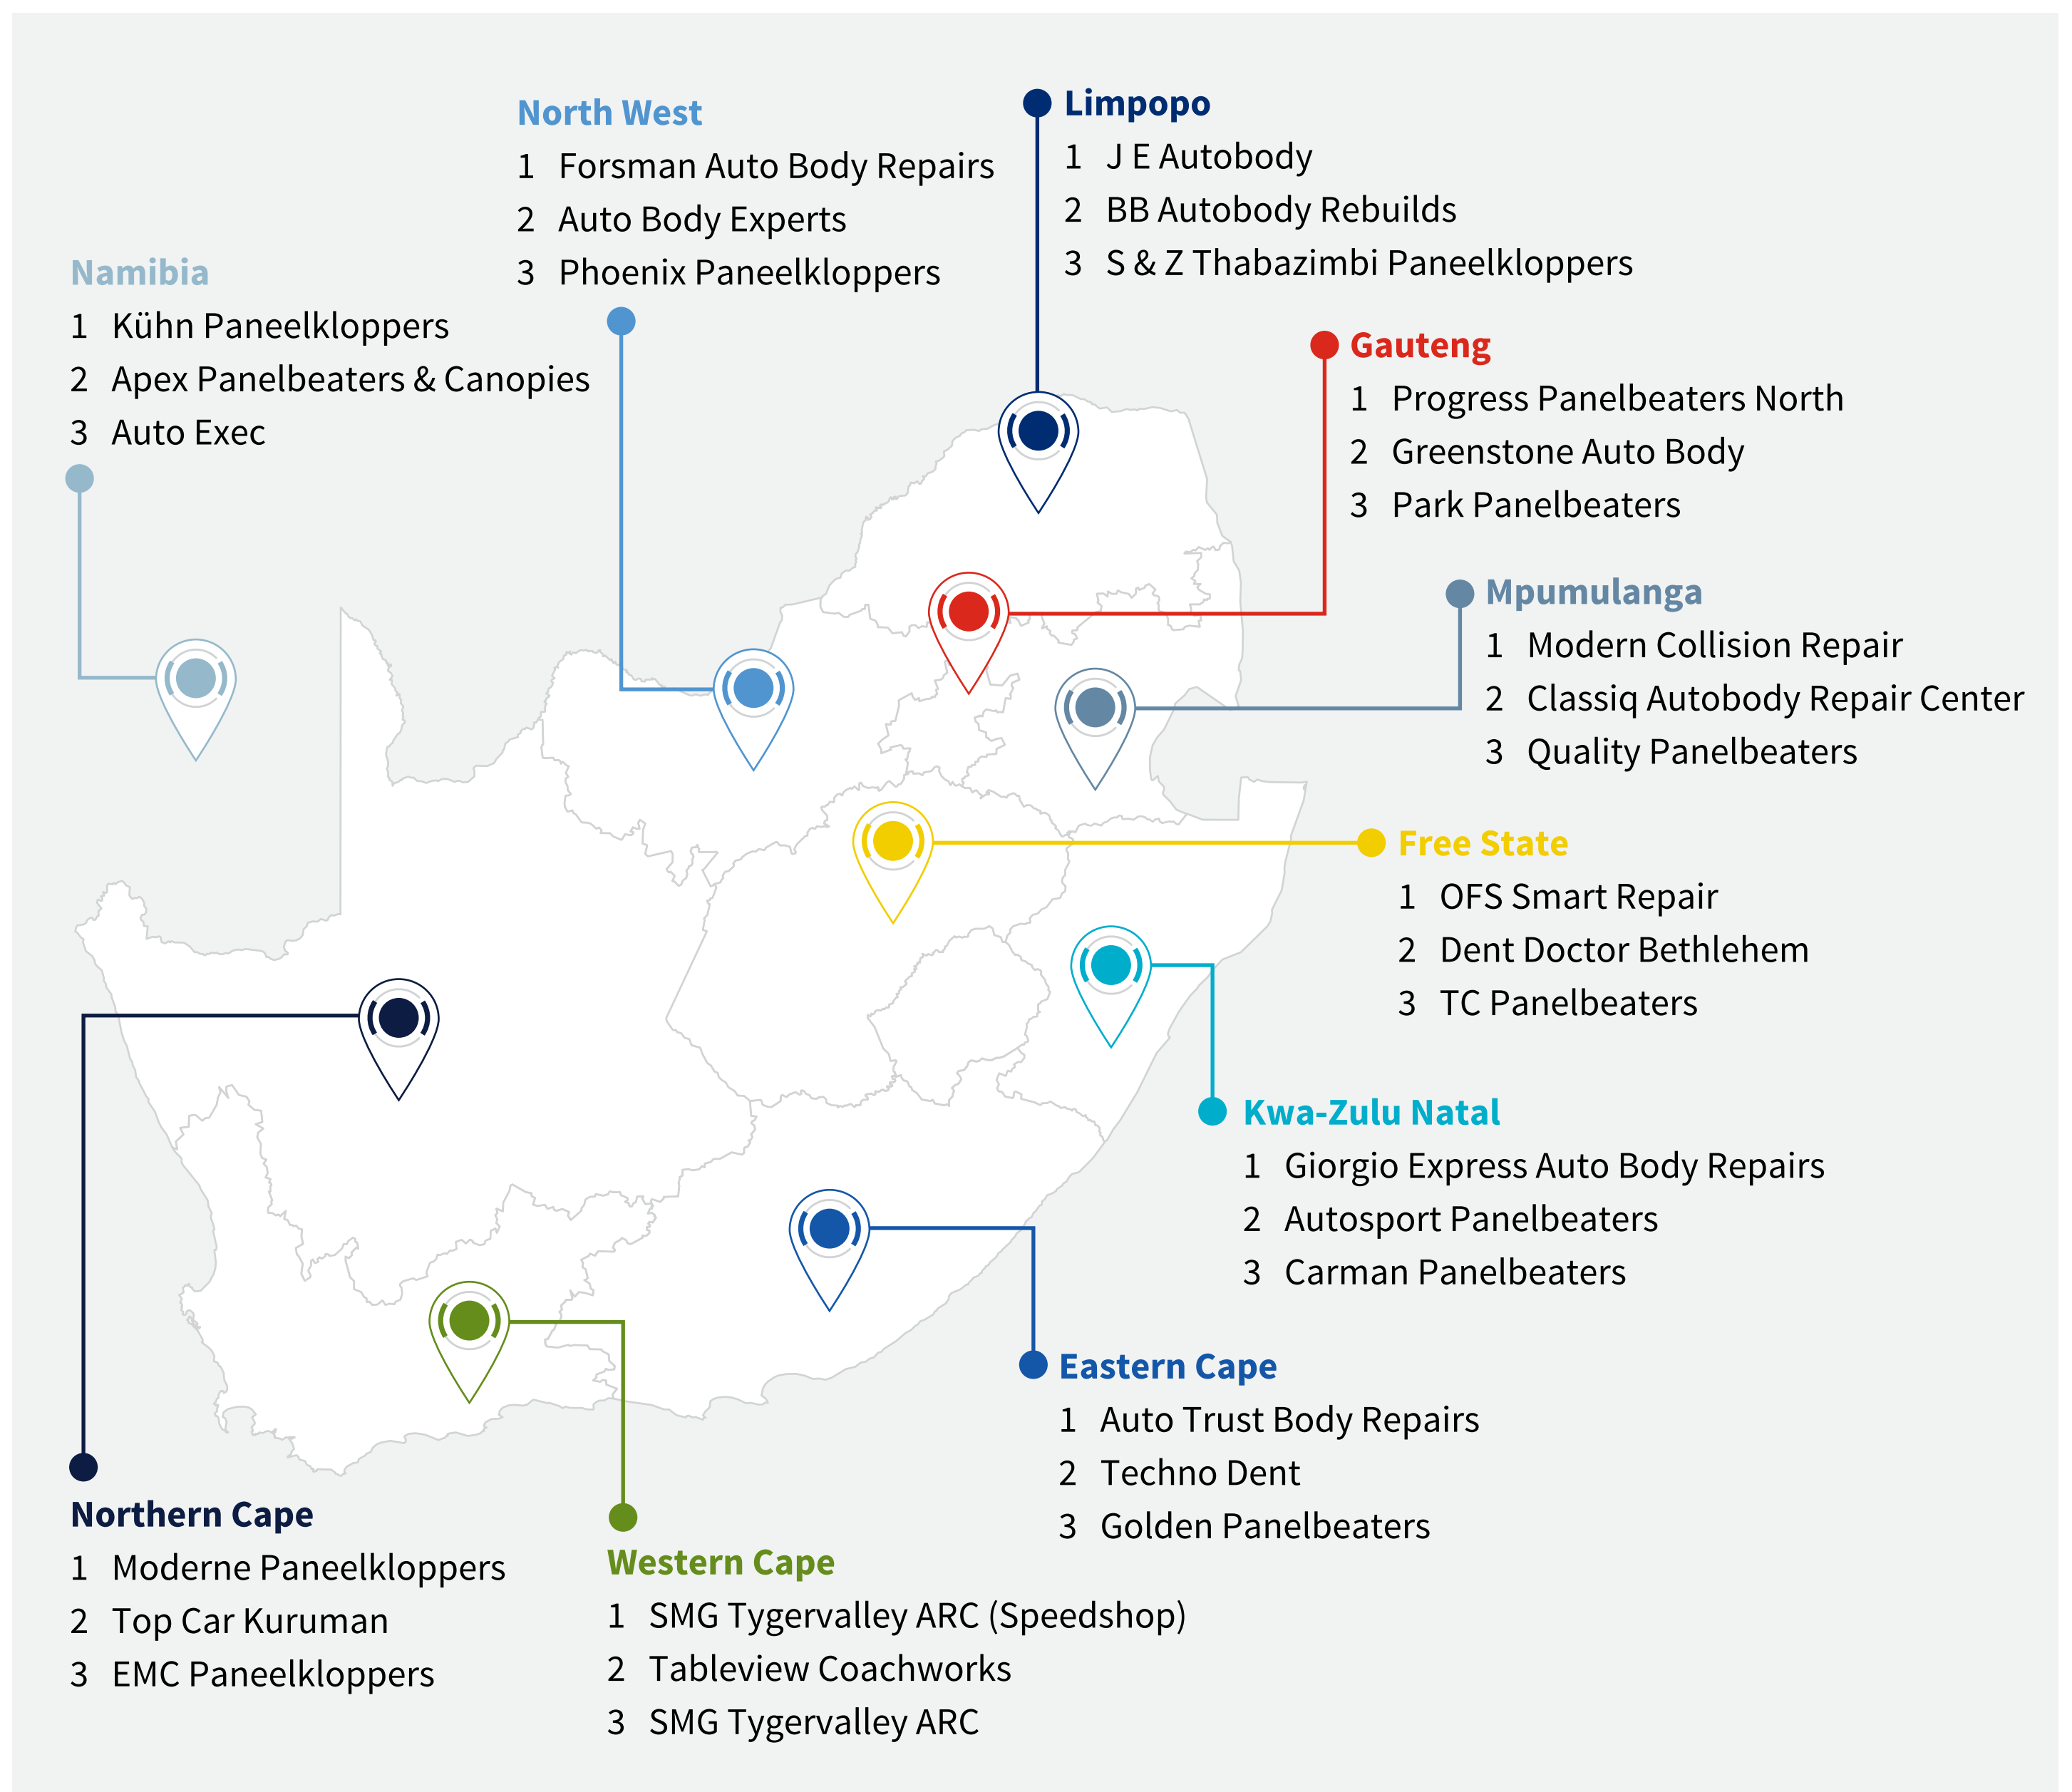 North West
1 Forsman Auto Body Repairs
2 Auto Body Experts
3 Phoenix Paneelkloppers
Limpopo
1 J E Autobody
2 BB Autobody Rebuilds
3 S & Z Thabazimbi Paneelkloppers
Namibia
1 Kühn Paneelkloppers
2 Apex Panelbeaters & Canopies
3 Auto Exec
Gauteng
1 Progress Panelbeaters North
2 Greenstone Auto Body
3 Park Panelbeaters
Mpumulanga
1 Modern Collision Repair
2 Classiq Autobody Repair Center
3 Quality Panelbeaters
Free State
1 OFS Smart Repair
2 Dent Doctor Bethlehem
3 TC Panelbeaters
Kwa-Zulu Natal
1 Giorgio Express Auto Body Repairs
2 Autosport Panelbeaters
3 Carman Panelbeaters
Eastern Cape
1 Auto Trust Body Repairs
2 Techno Dent
3 Golden Panelbeaters
Northern Cape
1 Moderne Paneelkloppers
2 Top Car Kuruman
3 EMC Paneelkloppers
Western Cape
1 SMG Tygervalley ARC (Speedshop)
2 Tableview Coachworks
3 SMG Tygervalley ARC